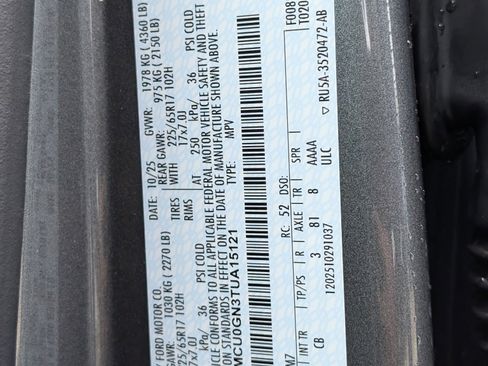 Y FORD MOTOR CO.
DATE: 10/25 GVWR: 1978 KG ( 4360 LB)
GAWR: 1030 KG ( 2270 LB) REAR GAWR: 975 KG ( 2150 LB)
225/65R17 102H TIRES WITH 225/65R17 102H
RIMS 17x7.0J
kPa/ 36 PSI COLD AT 250 kPa/ 36 PSI COLD
VEHICLE CONFORMS TO ALL APPLICABLE FEDERAL MOTOR VEHICLE SAFETY AND THEFT
STANDARDS IN EFFECT ON THE DATE OF MANUFACTURE SHOWN ABOVE.
MCU0GN3TUA15121 TYPE: MPV
F008
T020
RC: 52 DSO:
M7
INT TR TP/PS R AXLE TR SPR
CB 3 81 8 AAAA
ULC
1202510291037
RU5A-3520472-AB